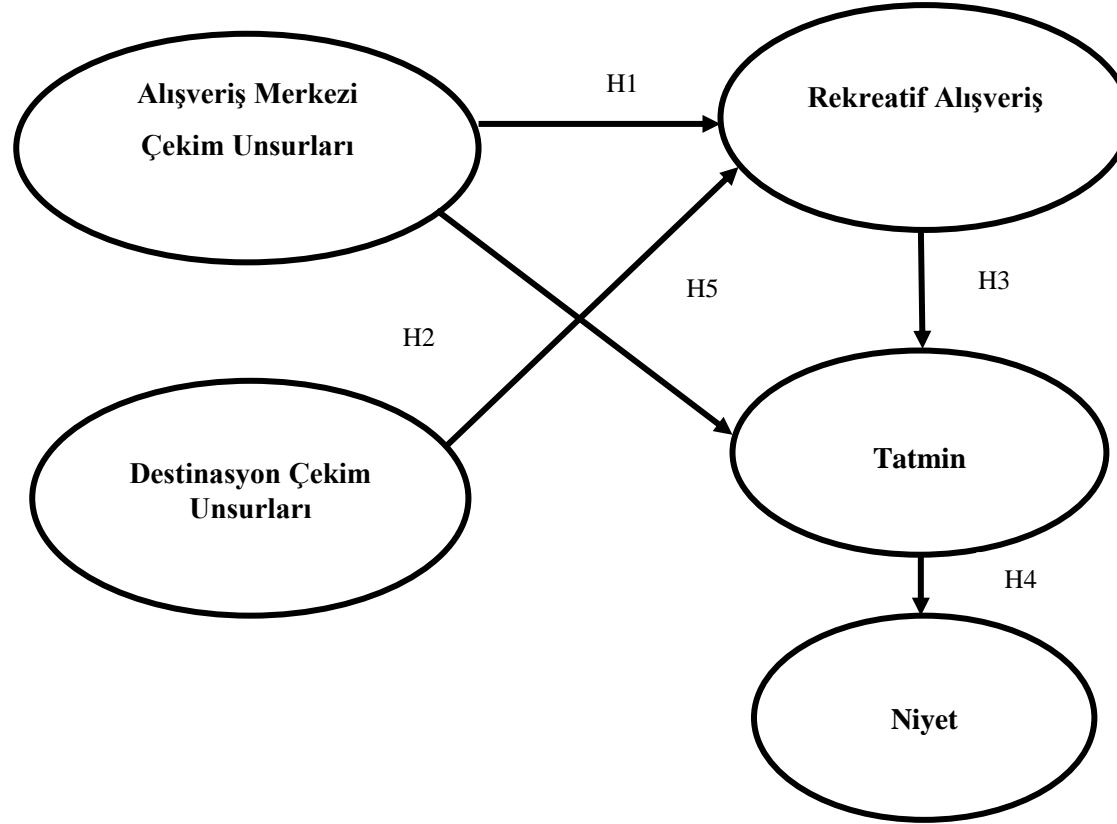 Alışveriş Merkezi
Çekim Unsurları
H1
Rekreatif Alışveriş
H5
H3
H2
Destinasyon Çekim
Unsurları
Tatmin
H4
Niyet